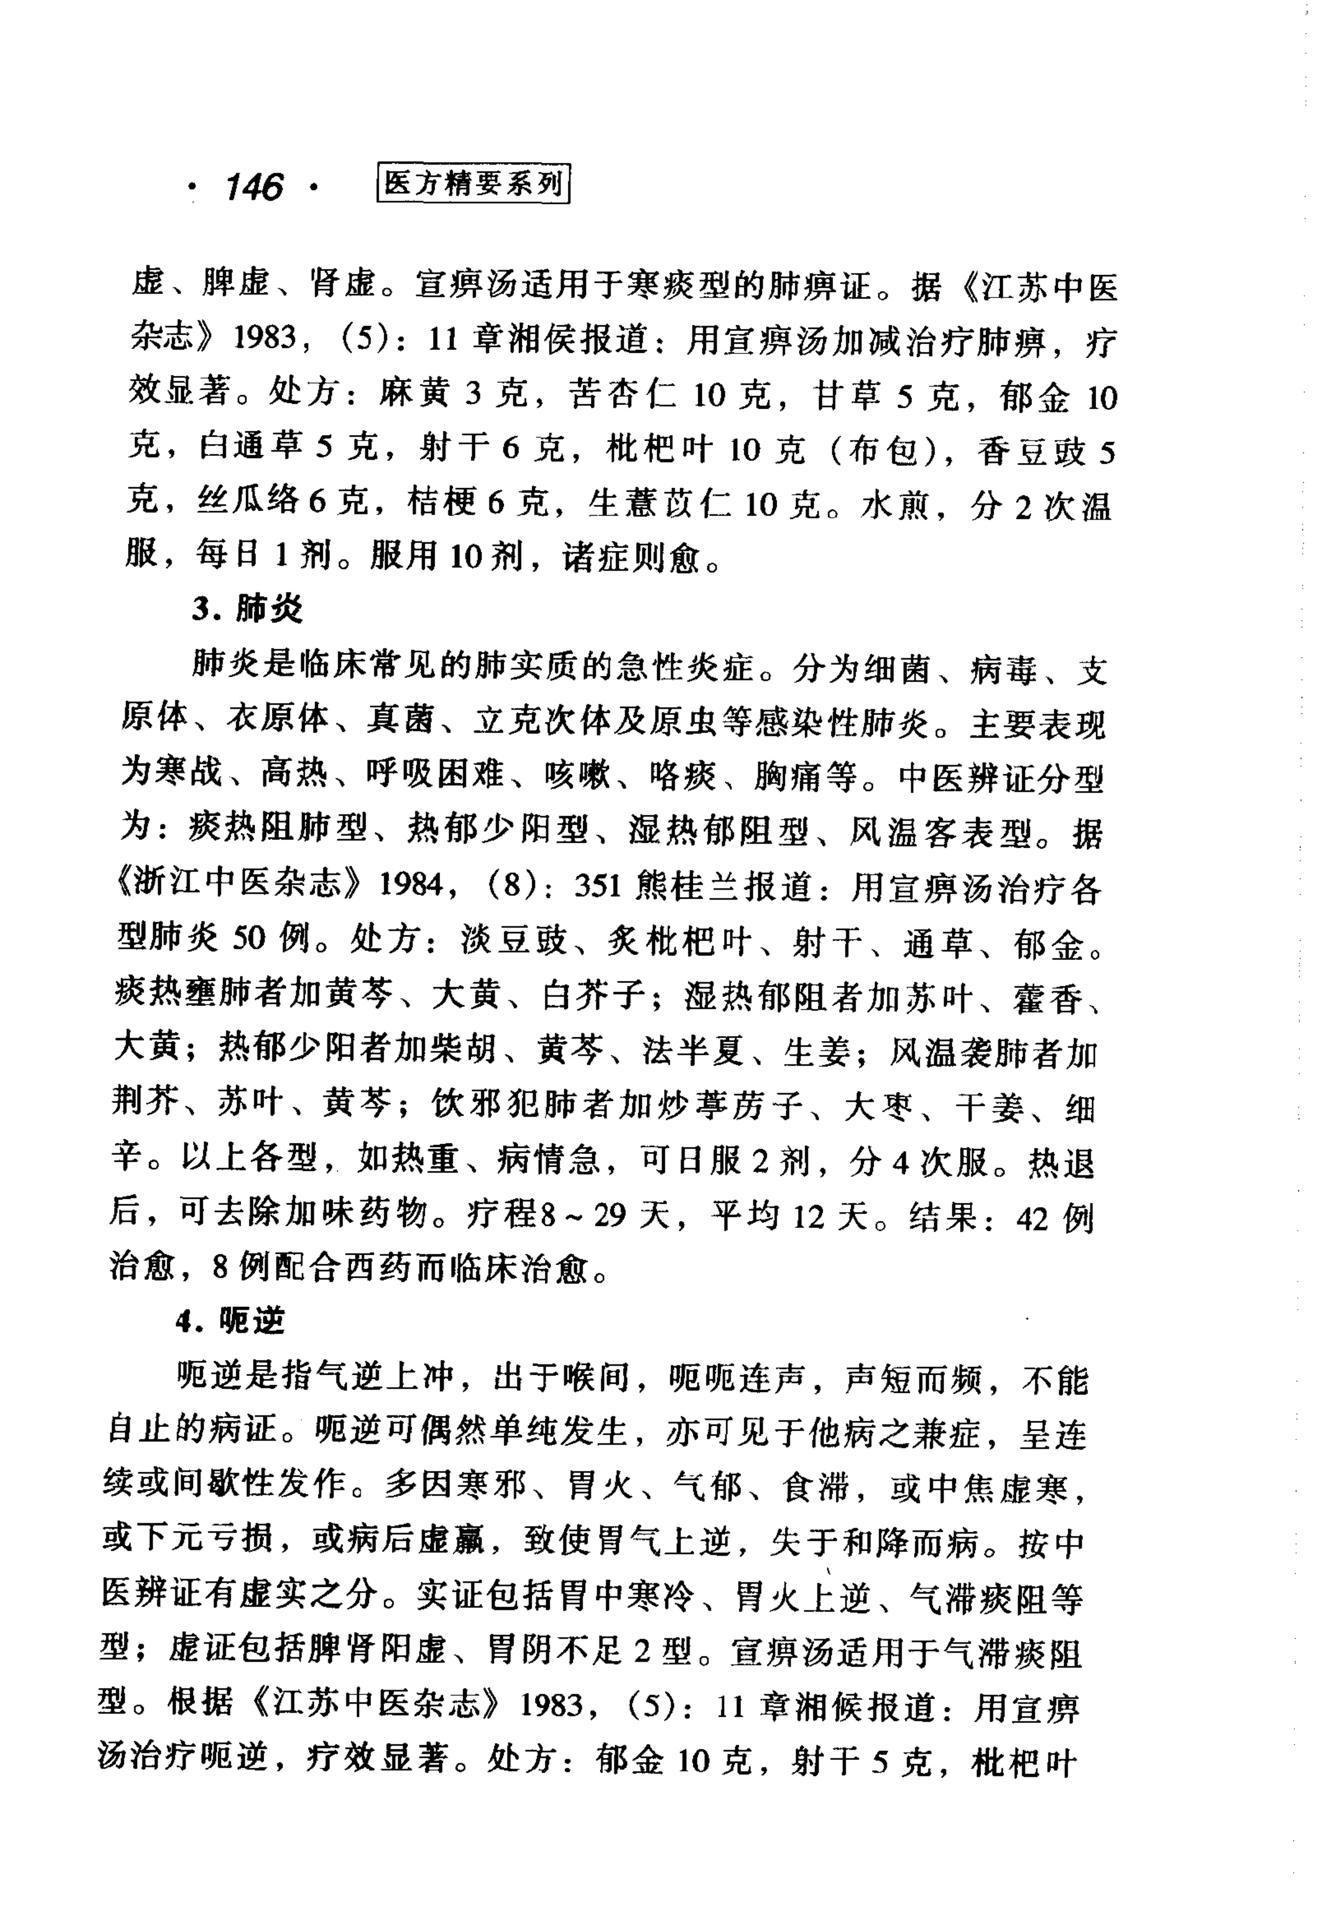 · 146 · 医方精要系列
虚、脾虚、肾虚。宣痹汤适用于寒痰型的肺痹证。据《江苏中医
杂志》1983，（5）：11 章湘侯报道：用宣痹汤加减治疗肺痹，疗
效显著。处方：麻黄 3 克，苦杏仁 10 克，甘草 5 克，郁金 10
克，白通草 5 克，射干 6 克，枇杷叶 10 克（布包），香豆豉 5
克，丝瓜络 6 克，桔梗 6 克，生薏苡仁 10 克。水煎，分 2 次温
服，每日 1 剂。服用 10 剂，诸症则愈。
3. 肺炎
肺炎是临床常见的肺实质的急性炎症。分为细菌、病毒、支
原体、衣原体、真菌、立克次体及原虫等感染性肺炎。主要表现
为寒战、高热、呼吸困难、咳嗽、咯痰、胸痛等。中医辨证分型
为：痰热阻肺型、热郁少阳型、湿热郁阻型、风温客表型。据
《浙江中医杂志》1984，（8）：351 熊桂兰报道：用宣痹汤治疗各
型肺炎 50 例。处方：淡豆豉、炙枇杷叶、射干、通草、郁金。
痰热壅肺者加黄芩、大黄、白芥子；湿热郁阻者加苏叶、藿香、
大黄；热郁少阳者加柴胡、黄芩、法半夏、生姜；风温袭肺者加
荆芥、苏叶、黄芩；饮邪犯肺者加炒葶苈子、大枣、干姜、细
辛。以上各型，如热重、病情急，可日服 2 剂，分 4 次服。热退
后，可去除加味药物。疗程8～29 天，平均 12 天。结果：42 例
治愈，8 例配合西药而临床治愈。
4. 呃逆
呃逆是指气逆上冲，出于喉间，呃呃连声，声短而频，不能
自止的病证。呃逆可偶然单纯发生，亦可见于他病之兼症，呈连
续或间歇性发作。多因寒邪、胃火、气郁、食滞，或中焦虚寒，
或下元亏损，或病后虚羸，致使胃气上逆，失于和降而病。按中
医辨证有虚实之分。实证包括胃中寒冷、胃火上逆、气滞痰阻等
型；虚证包括脾肾阳虚、胃阴不足 2 型。宣痹汤适用于气滞痰阻
型。根据《江苏中医杂志》1983，（5）：11 章湘候报道：用宣痹
汤治疗呃逆，疗效显著。处方：郁金 10 克，射干 5 克，枇杷叶